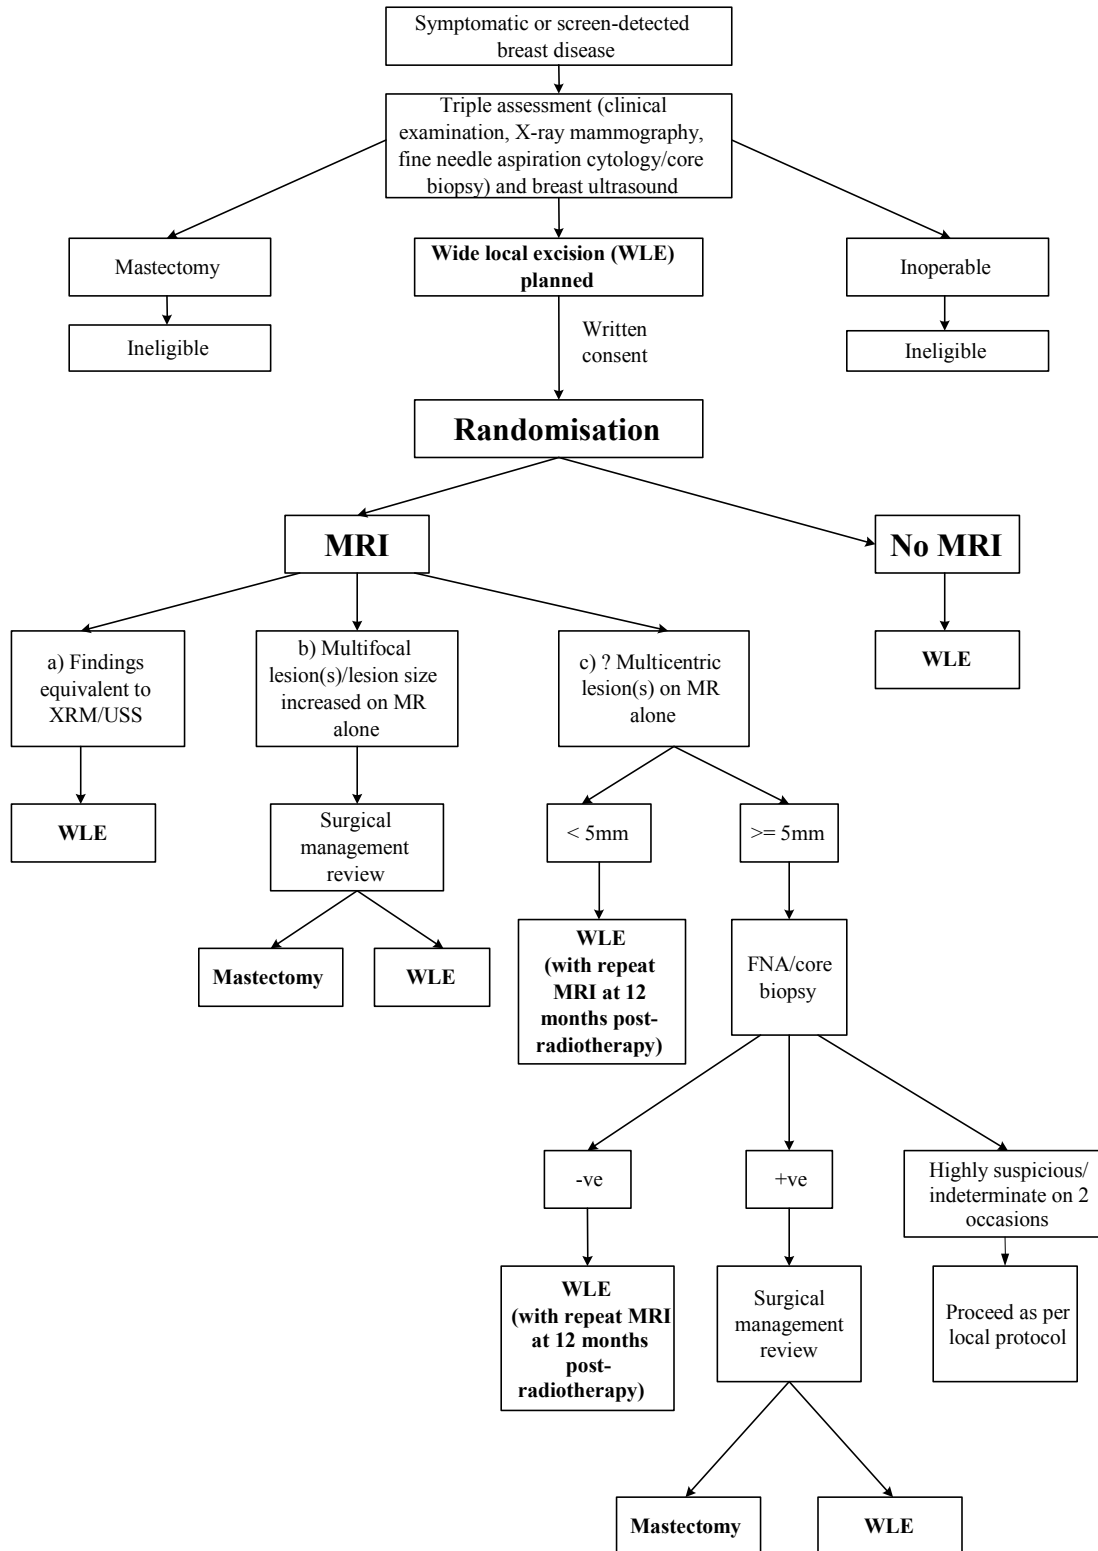 Symptomatic or screen-detected
breast disease
Triple assessment (clinical
examination, X-ray mammography,
fine needle aspiration cytology/core
biopsy) and breast ultrasound
Mastectomy
Wide local excision (WLE)
planned
Inoperable
Ineligible
Written
consent
Ineligible
Randomisation
MRI
No MRI
a) Findings
equivalent to
XRM/USS
b) Multifocal
lesion(s)/lesion size
increased on MR
alone
c) ? Multicentric
lesion(s) on MR
alone
WLE
WLE
Surgical
management
review
< 5mm
>= 5mm
Mastectomy
WLE
WLE
(with repeat
MRI at 12
months post-
radiotherapy)
FNA/core
biopsy
-ve
+ve
Highly suspicious/
indeterminate on 2
occasions
WLE
(with repeat MRI
at 12 months
post-
radiotherapy)
Surgical
management
review
Proceed as per
local protocol
Mastectomy
WLE